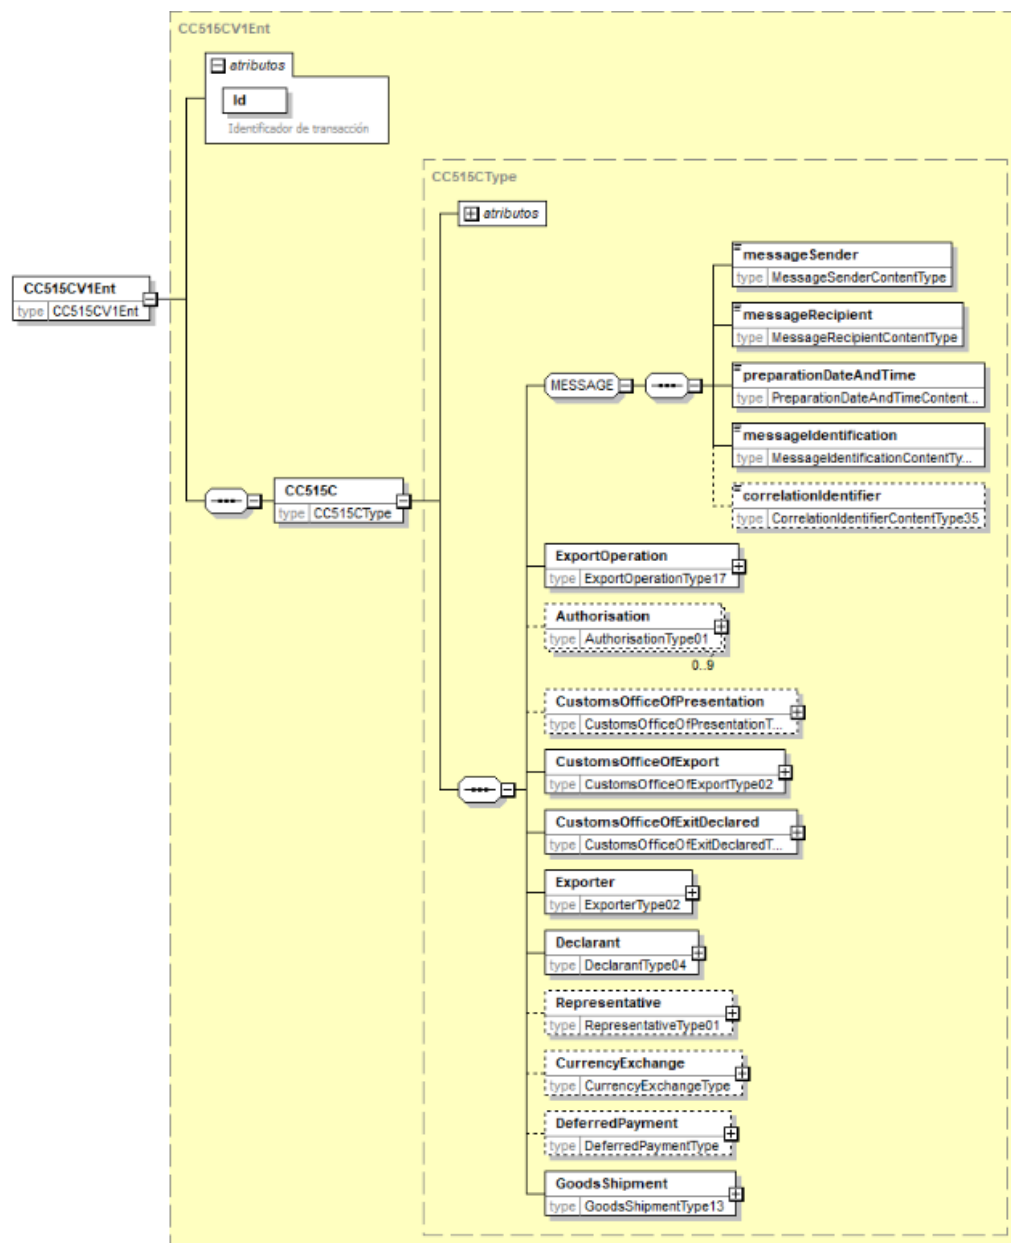 CC515CV1Ent
atributos
Id
Identificador de transacción
CC515CType
atributos
CC515CV1Ent
type CC515CV1Ent
messageSender
type MessageSenderContentType
messageRecipient
type MessageRecipientContentType
MESSAGE
preparationDateAndTime
type PreparationDateAndTimeContent...
messageIdentification
type MessageIdentificationContentTy...
CC515C
type CC515CType
correlationIdentifier
type CorrelationIdentifierContentType35
ExportOperation
type ExportOperationType17
Authorisation
type AuthorisationType01
0..9
CustomsOfficeOfPresentation
type CustomsOfficeOfPresentationT...
CustomsOfficeOfExport
type CustomsOfficeOfExportType02
CustomsOfficeOfExitDeclared
type CustomsOfficeOfExitDeclaredT...
Exporter
type ExporterType02
Declarant
type DeclarantType04
Representative
type RepresentativeType01
CurrencyExchange
type CurrencyExchangeType
DeferredPayment
type DeferredPaymentType
GoodsShipment
type GoodsShipmentType13